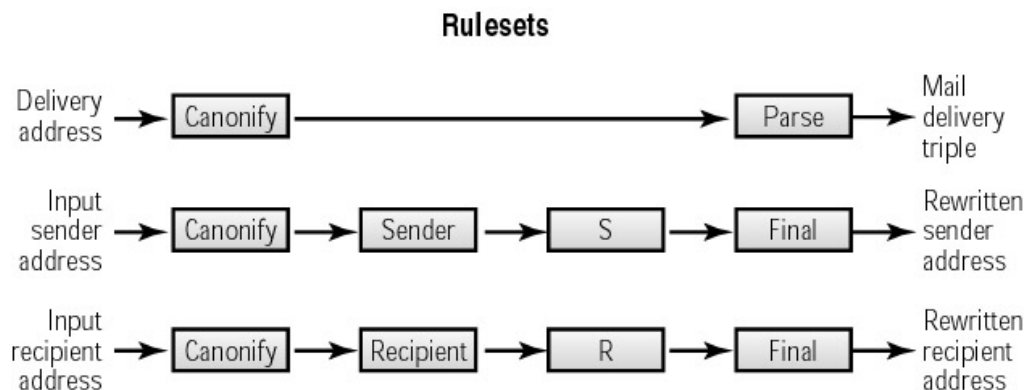 Rulesets
Delivery
address
Canonify
Parse
Mail
delivery
triple
Input
sender
address
Canonify
Sender
S
Final
Rewritten
sender
address
Input
recipient
address
Canonify
Recipient
R
Final
Rewritten
recipient
address